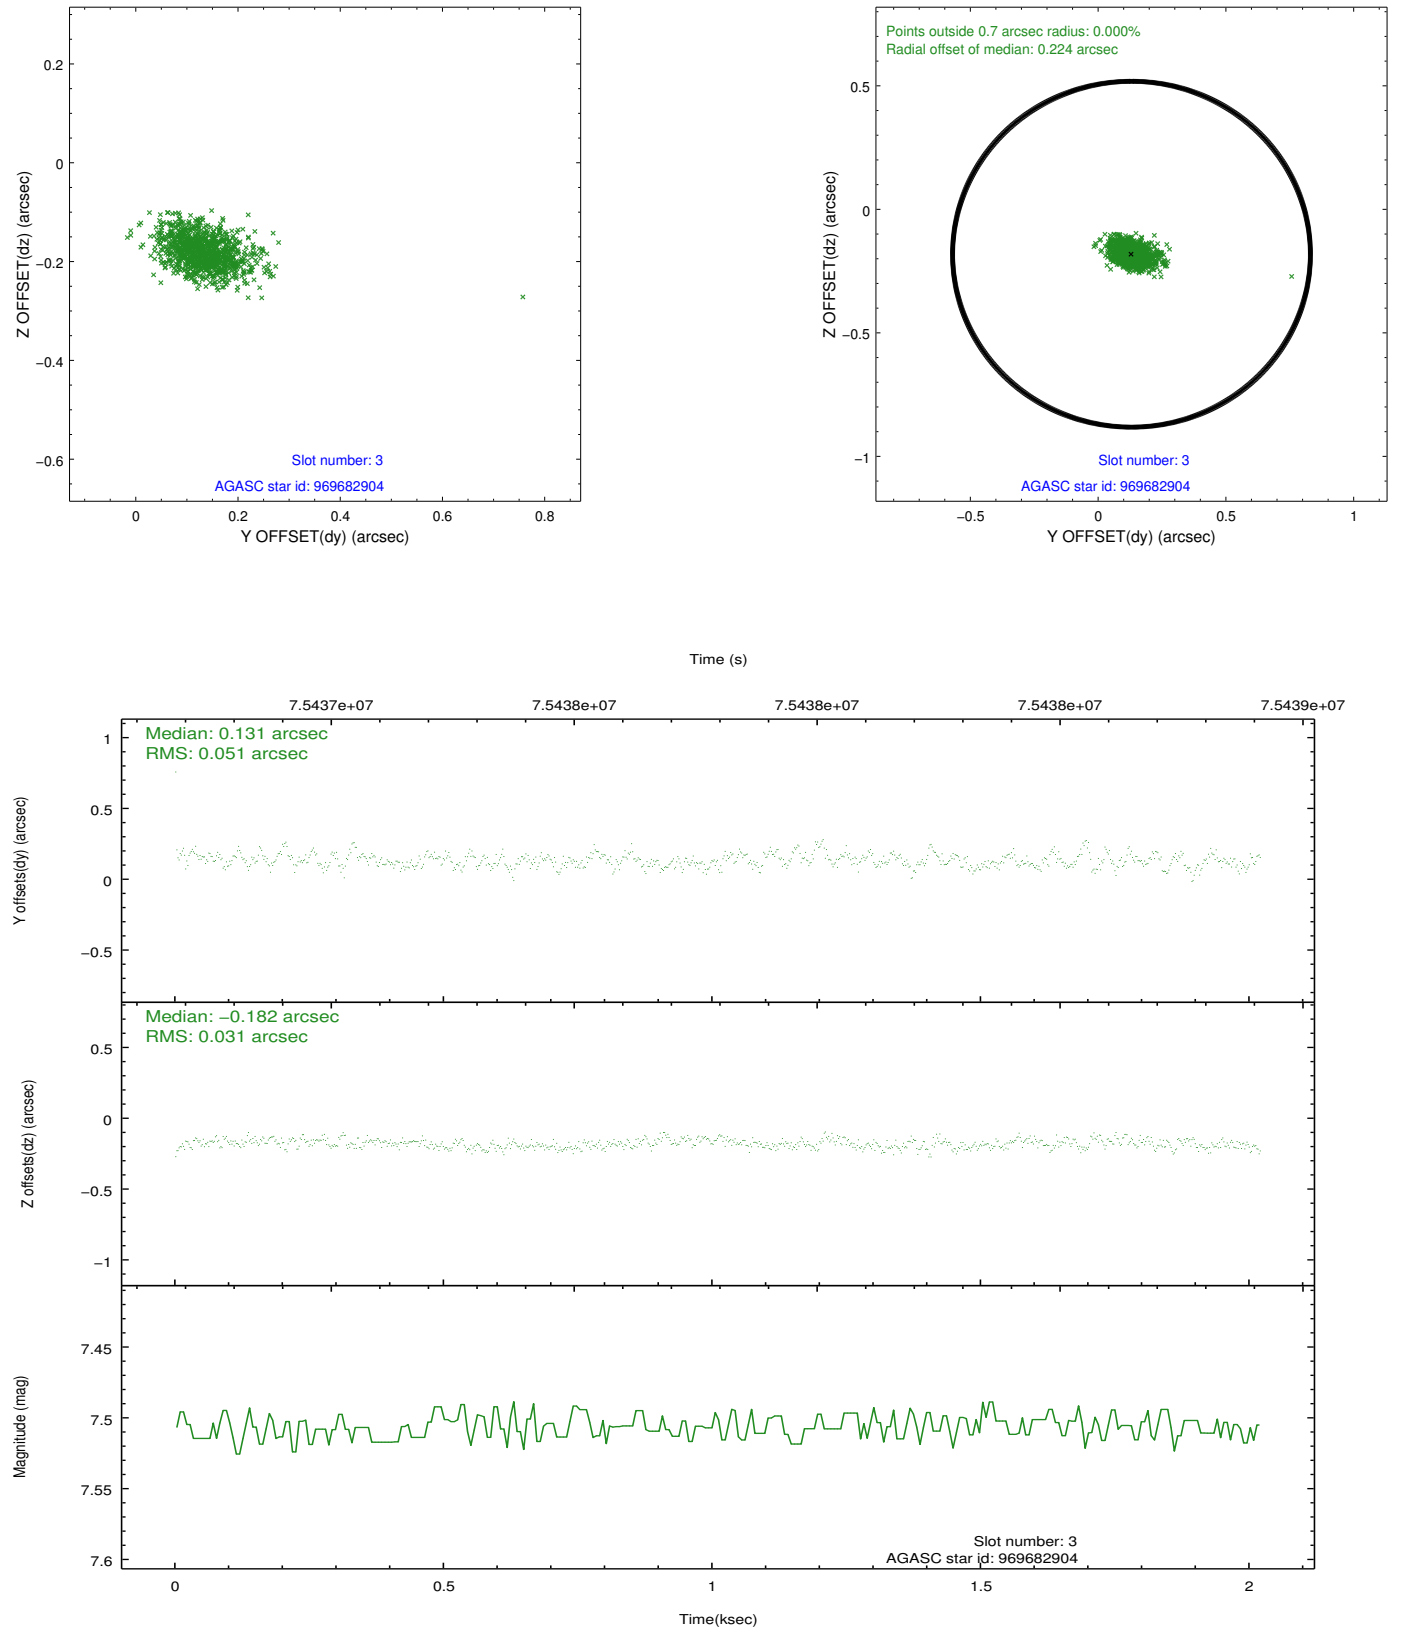 0.2
0
−0.2
−0.4
−0.6
Z OFFSET(dz) (arcsec)
Slot number: 3
AGASC star id: 969682904
0 0.2 0.4 0.6 0.8
Y OFFSET(dy) (arcsec)
Points outside 0.7 arcsec radius: 0.000%
Radial offset of median: 0.224 arcsec
0.5
0
−0.5
−1
Z OFFSET(dz) (arcsec)
Slot number: 3
AGASC star id: 969682904
−0.5 0 0.5 1
Y OFFSET(dy) (arcsec)
Time (s)
7.5437e+07 7.5438e+07 7.5438e+07 7.5438e+07 7.5439e+07
Median: 0.131 arcsec
RMS: 0.051 arcsec
1
0.5
0
−0.5
Y offsets(dy) (arcsec)
Median: −0.182 arcsec
RMS: 0.031 arcsec
0.5
0
−0.5
−1
Z offsets(dz) (arcsec)
7.45
7.5
7.55
7.6
Magnitude (mag)
Slot number: 3
AGASC star id: 969682904
0 0.5 1 1.5 2
Time(ksec)